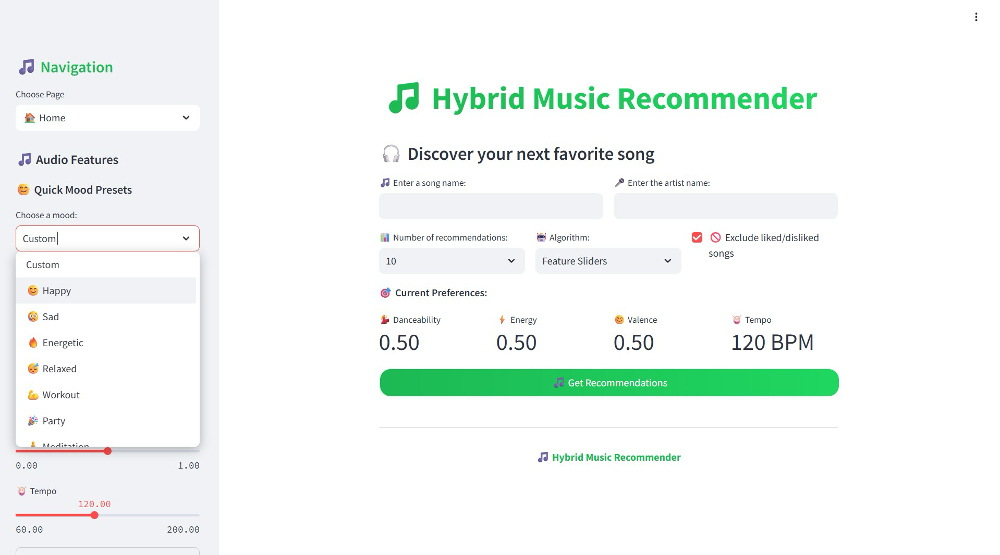 Navigation
Choose Page
Home
Audio Features
Quick Mood Presets
Choose a mood:
Custom
Custom
Happy
Sad
Energetic
Relaxed
Workout
Party
Meditation
0.00 1.00
Tempo
120.00
60.00 200.00
Hybrid Music Recommender
Discover your next favorite song
Enter a song name: Enter the artist name:
Number of recommendations: Algorithm: Exclude liked/disliked
songs
10 Feature Sliders
Current Preferences:
Danceability Energy Valence Tempo
0.50 0.50 0.50 120 BPM
Get Recommendations
Hybrid Music Recommender